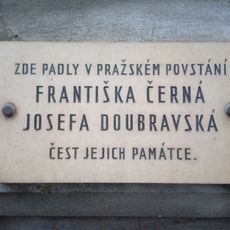 ZDE PADLY V PRAŽSKÉM POVSTÁNÍ
FRANTIŠKA ČERNÁ
JOSEFA DOUBRAVSKÁ
ČEST JEJICH PAMÁTCE.